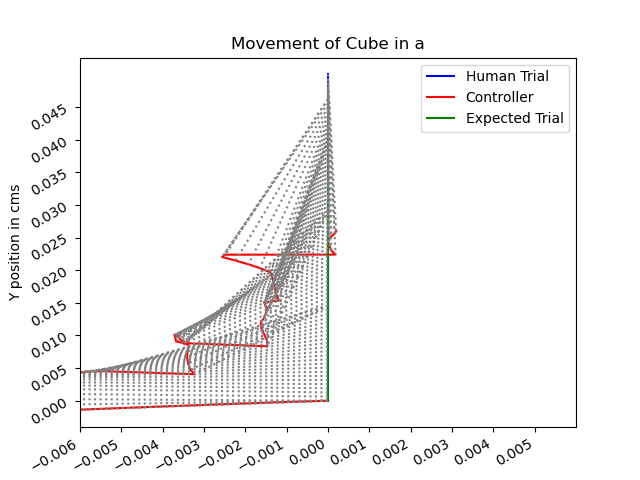 Movement of Cube in a
Human Trial
Controller
Expected Trial
Y position in cms
0.045
0.040
0.035
0.030
0.025
0.020
0.015
0.010
0.005
0.000
−0.006 −0.005 −0.004 −0.003 −0.002 −0.001 0.000 0.001 0.002 0.003 0.004 0.005